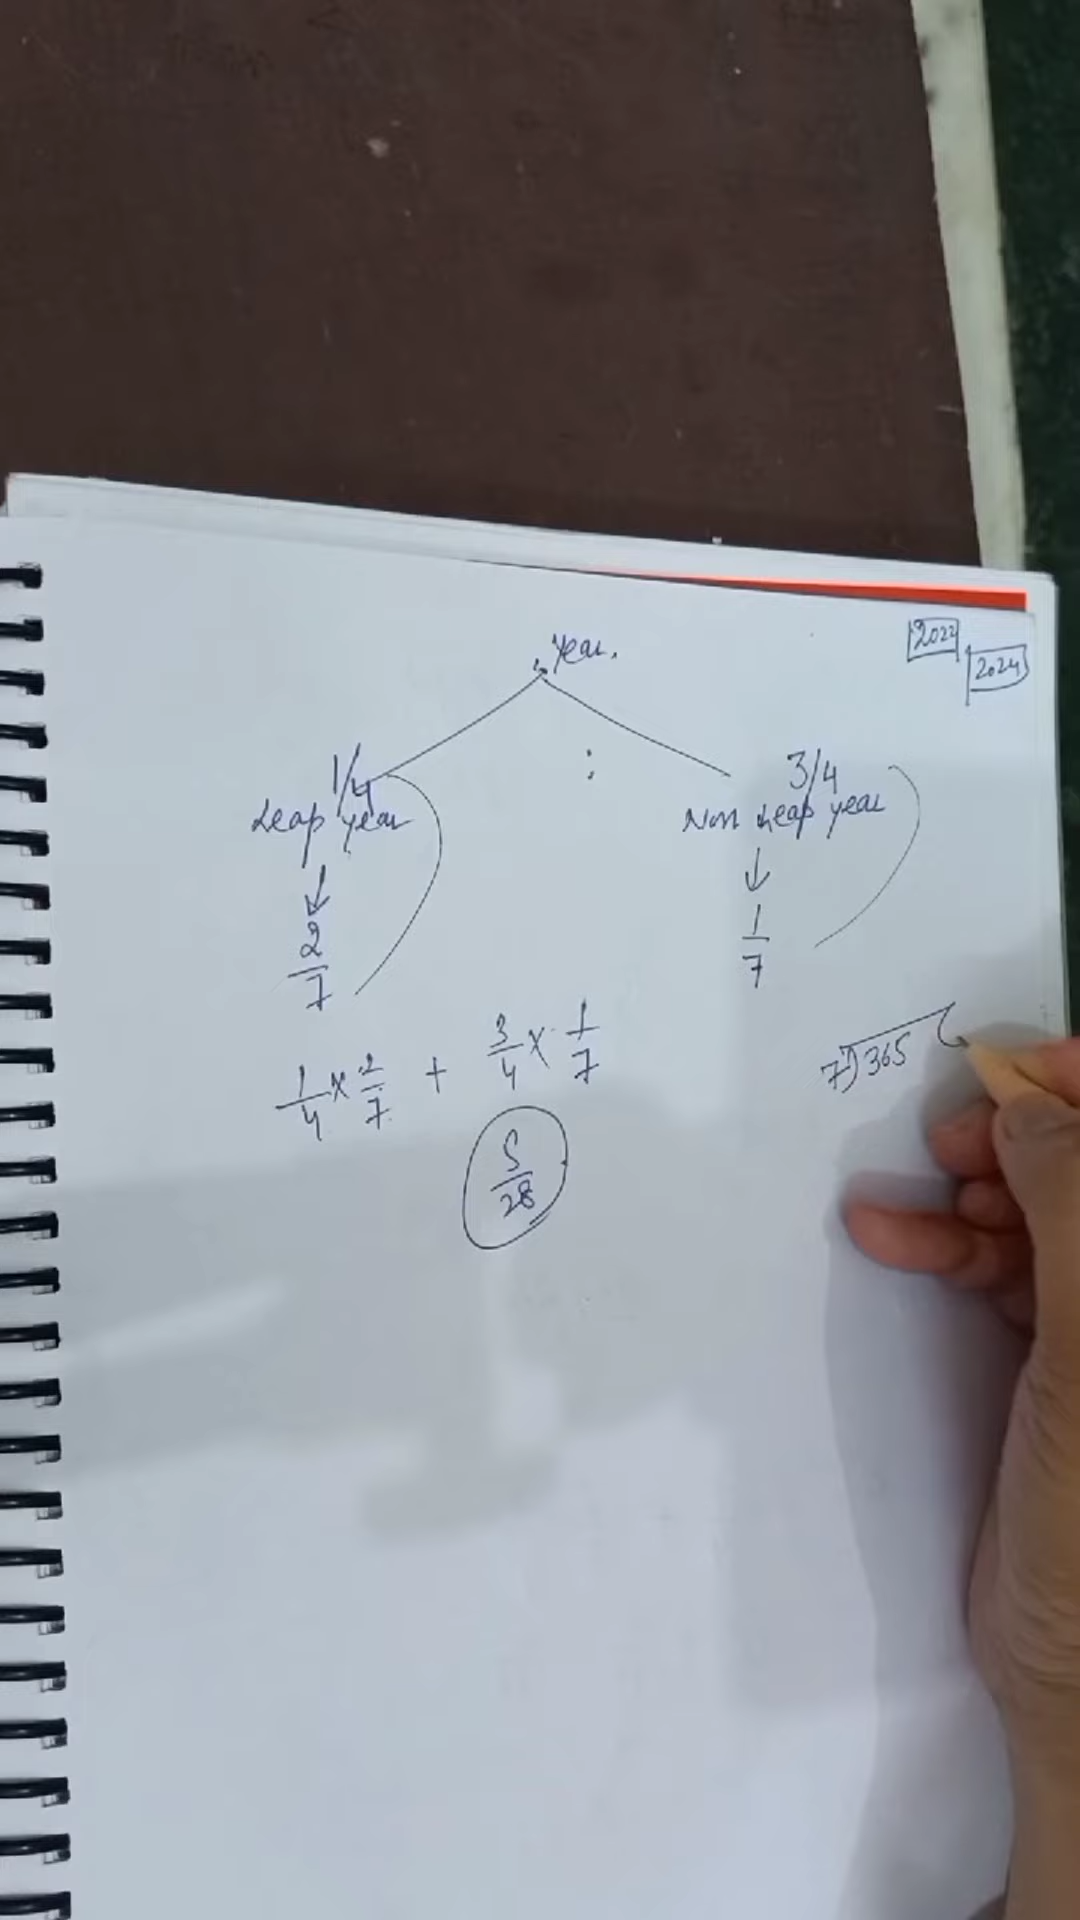 Year.
2022
2024
1/4
Leap year
3/4
Non Leap year
2/7
1/7
1/4 x 2/7 + 3/4 x 1/7
7)365
5/28